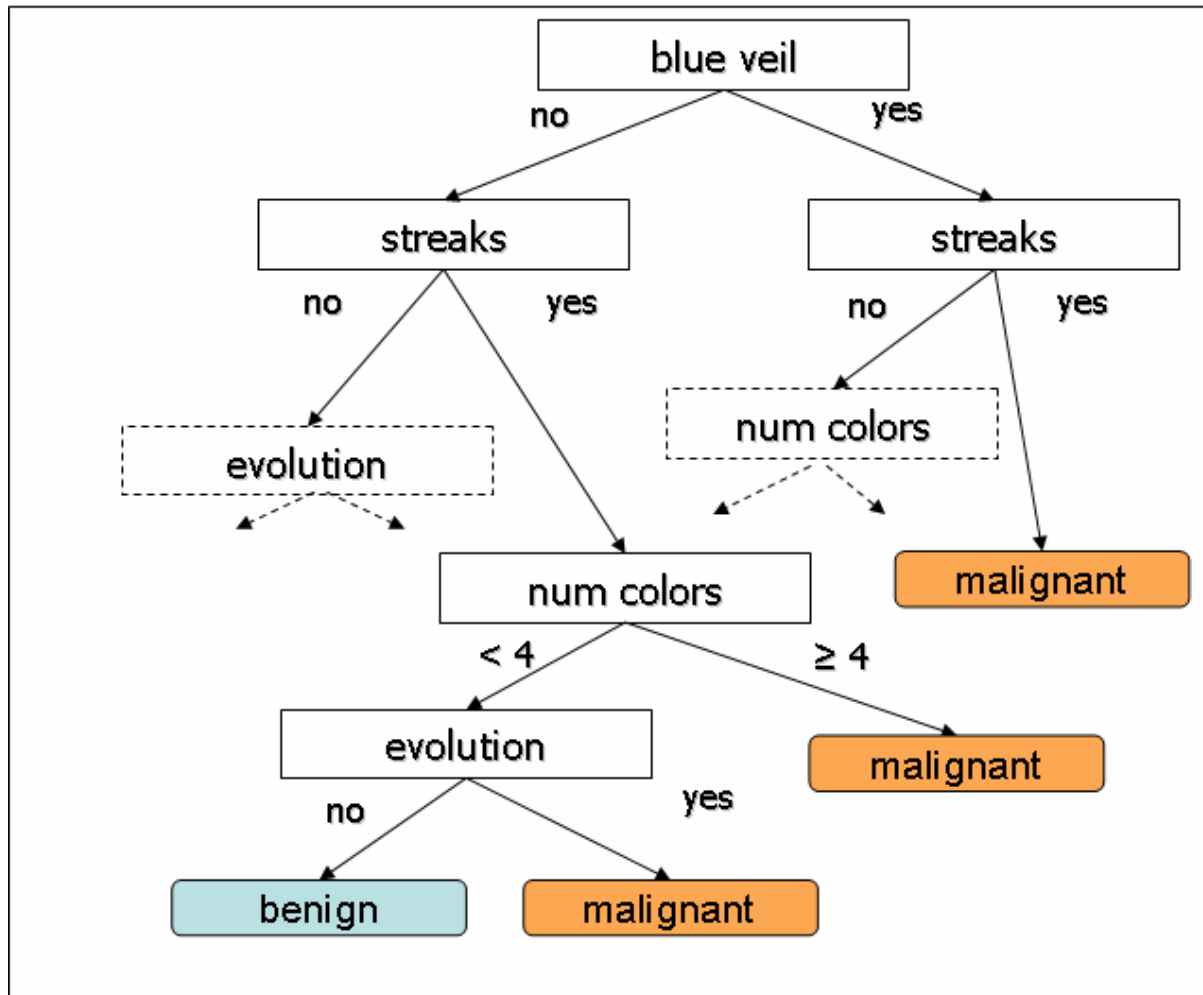 blue veil
no
yes
streaks
streaks
no
yes
no
yes
evolution
num colors
num colors
malignant
< 4
≥ 4
evolution
malignant
no
yes
benign
malignant